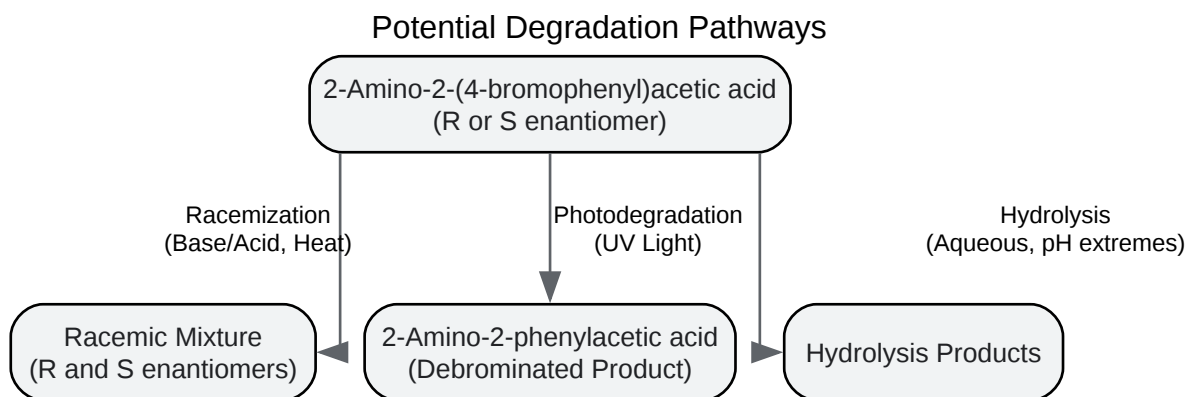 Potential Degradation Pathways
2-Amino-2-(4-bromophenyl)acetic acid
(R or S enantiomer)
Racemization
(Base/Acid, Heat)
Photodegradation
(UV Light)
Hydrolysis
(Aqueous, pH extremes)
Racemic Mixture
(R and S enantiomers)
2-Amino-2-phenylacetic acid
(Debrominated Product)
Hydrolysis Products